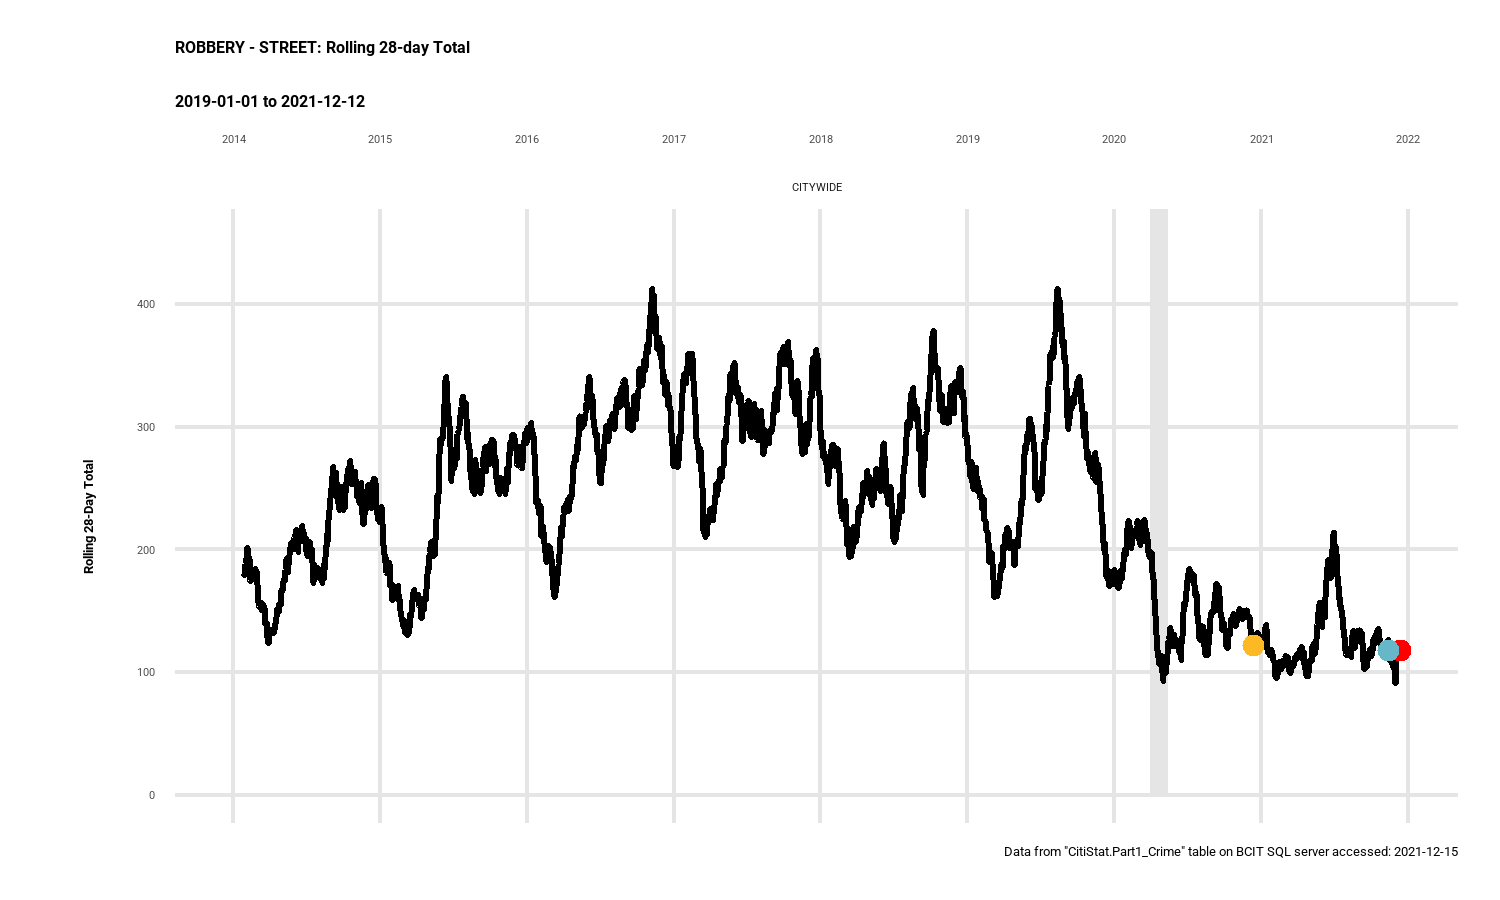 ROBBERY - STREET: Rolling 28-day Total
2019-01-01 to 2021-12-12
2014 2015 2016 2017 2018 2019 2020 2021 2022
CITYWIDE
400
300
200
100
0
Rolling 28-Day Total
Data from "CitiStat.Part1_Crime" table on BCIT SQL server accessed: 2021-12-15